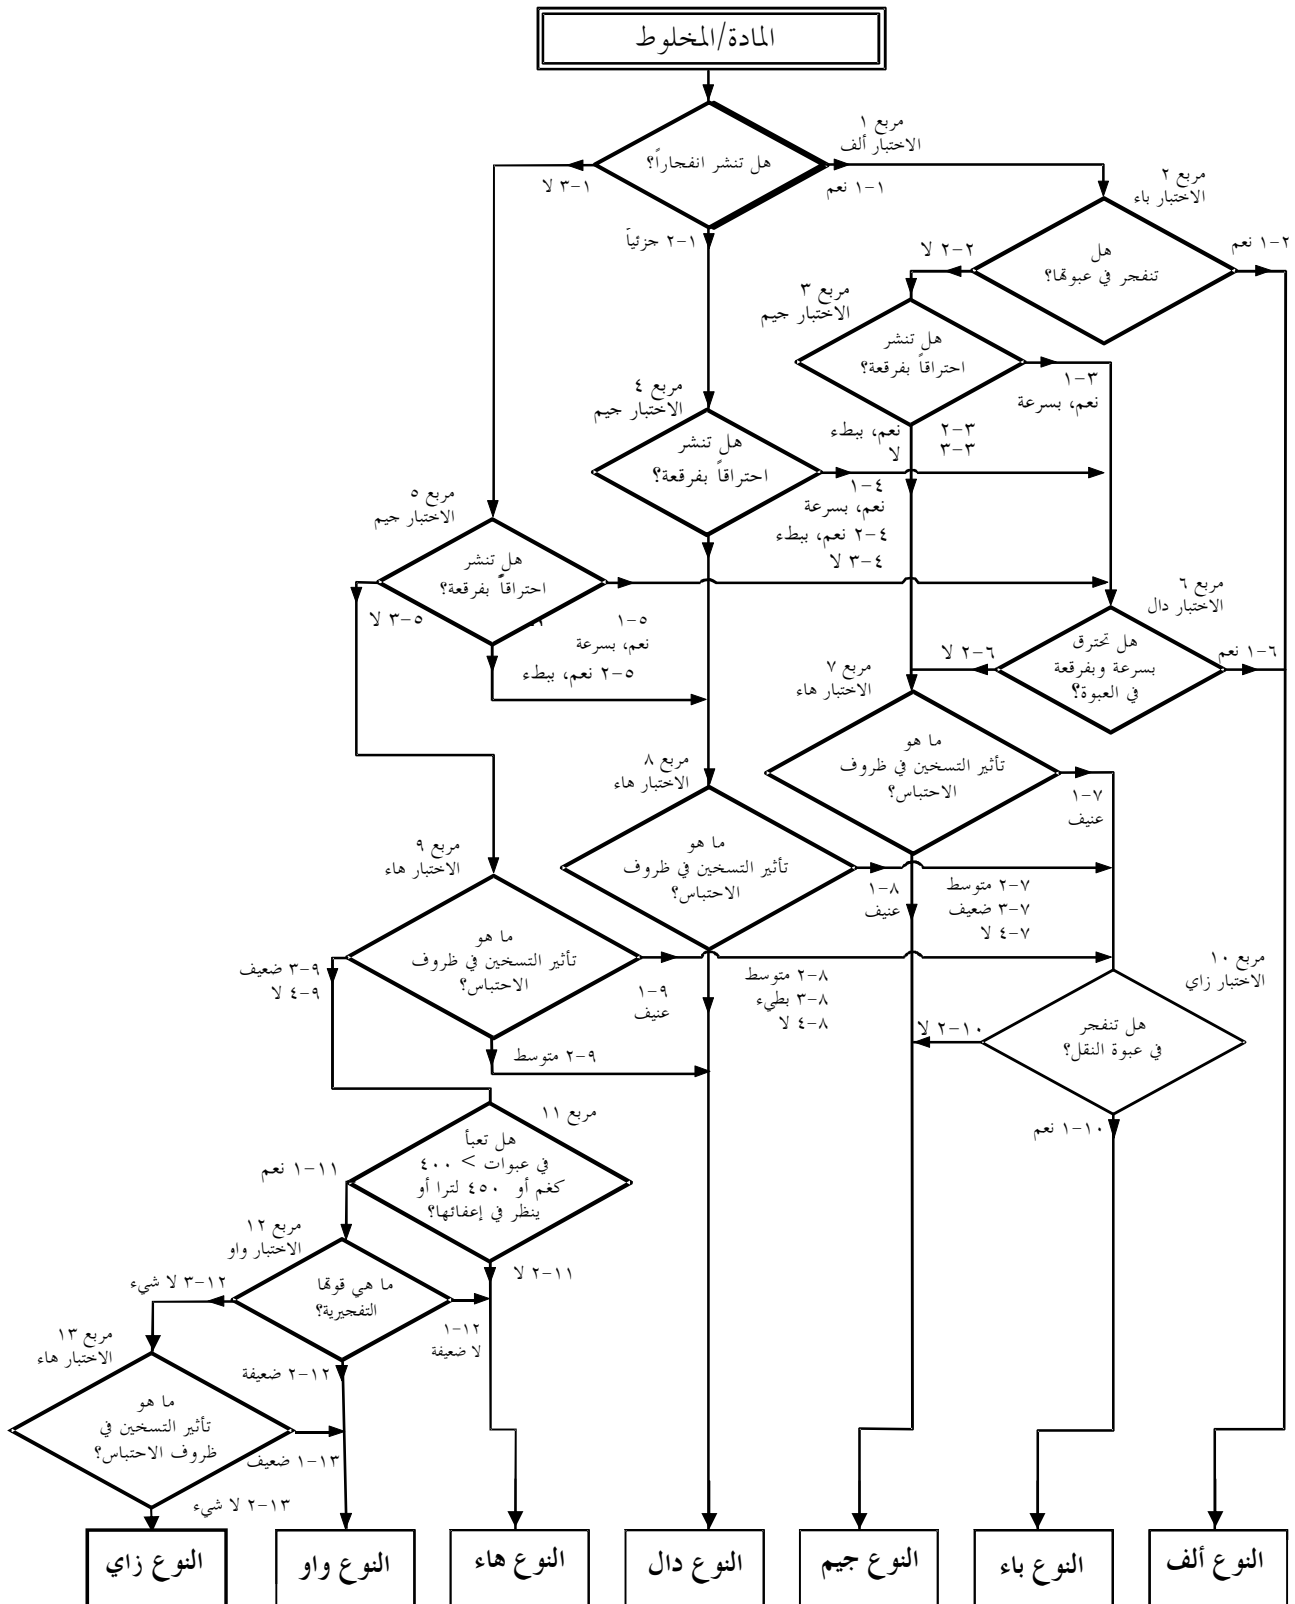 المادة/المخلوط
مربع ١
الاختبار ألف
هل تنشر انفجاراً؟
١-١ نعم
١-٣ لا
١-٢ جزئياً
مربع ٢
الاختبار باء
هل
تنفجر في عبوتها؟
٢-١ نعم
٢-٢ لا
مربع ٣
الاختبار جيم
هل تنشر
احتراقاً بفرقعة؟
٣-١
نعم، بسرعة
٣-٢ نعم، ببطء
٣-٣ لا
مربع ٤
الاختبار جيم
هل تنشر
احتراقاً بفرقعة؟
٤-١
نعم، بسرعة
٤-٢ نعم، ببطء
٤-٣ لا
مربع ٥
الاختبار جيم
هل تنشر
احتراقاً بفرقعة؟
٥-١
نعم، بسرعة
٥-٢ نعم، ببطء
٥-٣ لا
مربع ٦
الاختبار دال
هل تحترق
بسرعة وبفرقعة
في العبوة؟
٦-١ نعم
٦-٢ لا
مربع ٧
الاختبار هاء
ما هو
تأثير التسخين في ظروف
الاحتباس؟
٧-١
عنيف
٧-٢ متوسط
٧-٣ ضعيف
٧-٤ لا
مربع ٨
الاختبار هاء
ما هو
تأثير التسخين في ظروف
الاحتباس؟
٨-١
عنيف
٨-٢ متوسط
٨-٣ بطيء
٨-٤ لا
مربع ٩
الاختبار هاء
ما هو
تأثير التسخين في ظروف
الاحتباس؟
٩-١
عنيف
٩-٢ متوسط
٩-٣ ضعيف
٩-٤ لا
مربع ١٠
الاختبار زاي
هل تنفجر
في عبوة النقل؟
١٠-١ نعم
١٠-٢ لا
مربع ١١
هل تعبأ
في عبوات > ٤٠٠
كغم أو ٤٥٠ لترا أو
ينظر في إعفائها؟
١١-١ نعم
١١-٢ لا
مربع ١٢
الاختبار واو
ما هي قوتها
التفجيرية؟
١٢-١
لا ضعيفة
١٢-٢ ضعيفة
١٢-٣ لا شيء
مربع ١٣
الاختبار هاء
ما هو
تأثير التسخين في
ظروف الاحتباس؟
١٣-١ ضعيف
١٣-٢ لا شيء
النوع ألف
النوع باء
النوع جيم
النوع دال
النوع هاء
النوع واو
النوع زاي